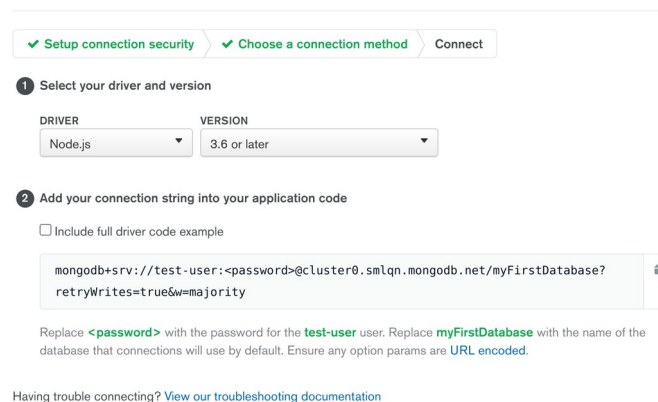 ✔ Setup connection security ✔ Choose a connection method Connect
1 Select your driver and version
DRIVER VERSION
Node.js 3.6 or later
2 Add your connection string into your application code
Include full driver code example
mongodb+srv://test-user:<password>@cluster0.smlqn.mongodb.net/myFirstDatabase?
retryWrites=true&w=majority
Replace <password> with the password for the test-user user. Replace myFirstDatabase with the name of the
database that connections will use by default. Ensure any option params are URL encoded.
Having trouble connecting? View our troubleshooting documentation